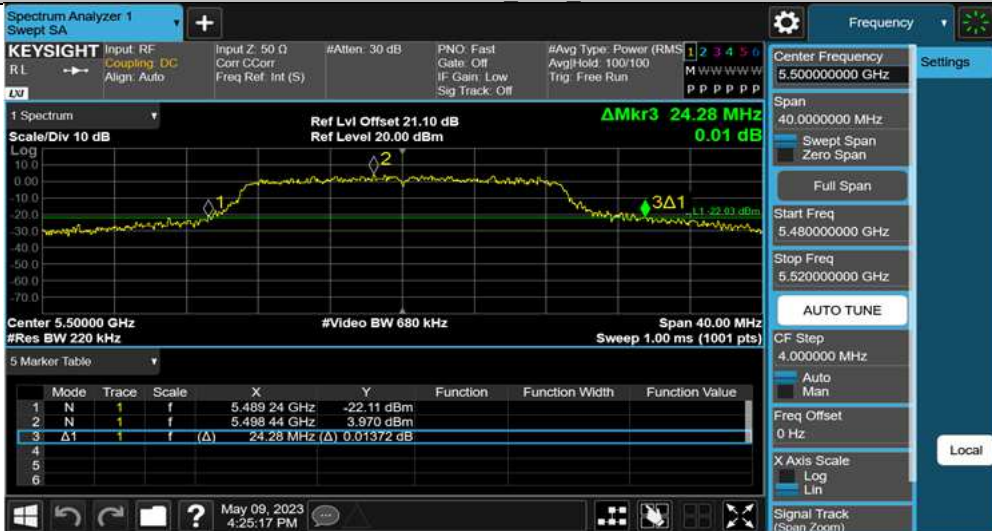 Spectrum Analyzer 1
Swept SA
Frequency
KEYSIGHT
RL
LXI
Input: RF
Coupling: DC
Align: Auto
Input Z: 50 Ω
Corr CCorr
Freq Ref: Int (S)
#Atten: 30 dB
PNO: Fast
Gate: Off
IF Gain: Low
Sig Track: Off
#Avg Type: Power (RMS
Avg|Hold: 100/100
Trig: Free Run
1 2 3 4 5 6
M W W W W W
P P P P P P
1 Spectrum
Scale/Div 10 dB
Ref Lvl Offset 21.10 dB
Ref Level 20.00 dBm
ΔMkr3 24.28 MHz
0.01 dB
Log
10.0
0.00
-10.0
-20.0
-30.0
-40.0
-50.0
-60.0
-70.0
1
2
3Δ1
L1 -22.03 dBm
Center 5.50000 GHz
#Res BW 220 kHz
#Video BW 680 kHz
Span 40.00 MHz
Sweep 1.00 ms (1001 pts)
5 Marker Table
Mode Trace Scale X Y Function Function Width Function Value
1 N 1 f 5.489 24 GHz -22.11 dBm
2 N 1 f 5.498 44 GHz 3.970 dBm
3 Δ1 1 f (Δ) 24.28 MHz (Δ) 0.01372 dB
4
5
6
?
May 09, 2023
4:25:17 PM
Center Frequency
5.500000000 GHz
Span
40.0000000 MHz
Swept Span
Zero Span
Full Span
Start Freq
5.480000000 GHz
Stop Freq
5.520000000 GHz
AUTO TUNE
CF Step
4.000000 MHz
Auto
Man
Freq Offset
0 Hz
X Axis Scale
Log
Lin
Signal Track
(Span Zoom)
Settings
Local